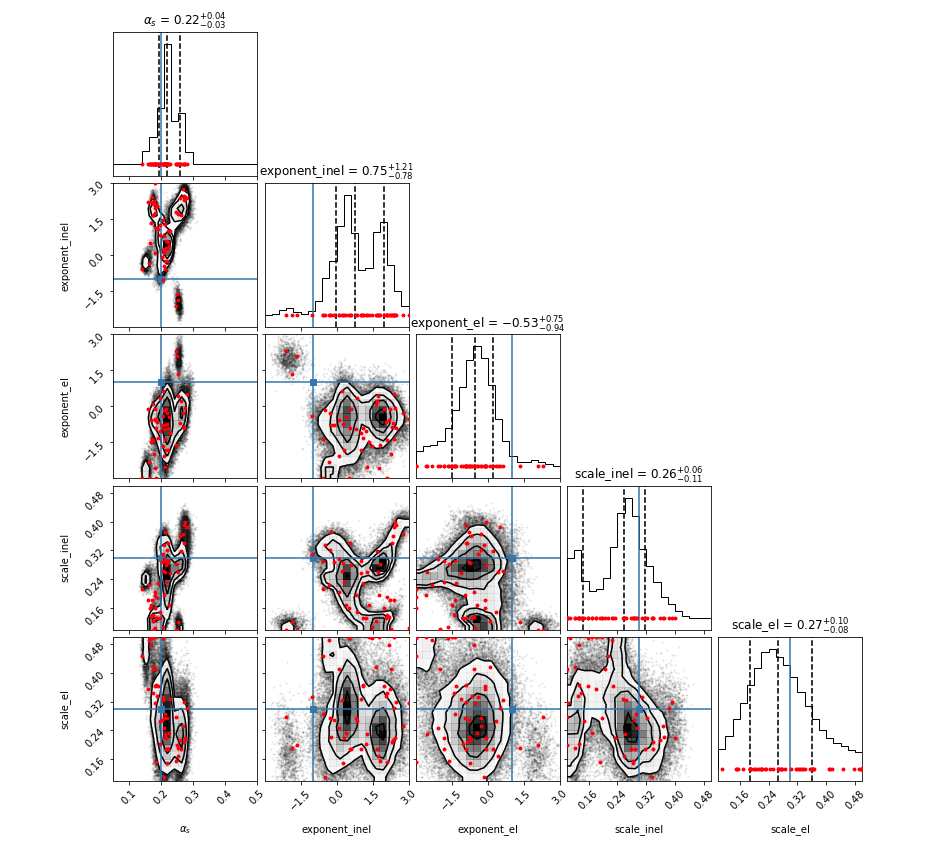 α_s = 0.22^{+0.04}_{−0.03}
exponent_inel = 0.75^{+1.21}_{−0.78}
3.0
1.5
0.0
−1.5
exponent_inel
exponent_el = −0.53^{+0.75}_{−0.94}
3.0
1.5
0.0
−1.5
exponent_el
scale_inel = 0.26^{+0.06}_{−0.11}
0.48
0.40
0.32
0.24
0.16
scale_inel
scale_el = 0.27^{+0.10}_{−0.08}
0.48
0.40
0.32
0.24
0.16
scale_el
0.1 0.2 0.3 0.4 0.5 −1.5 0.0 1.5 3.0 −1.5 0.0 1.5 3.0 0.16 0.24 0.32 0.40 0.48 0.16 0.24 0.32 0.40 0.48
α_s exponent_inel exponent_el scale_inel scale_el